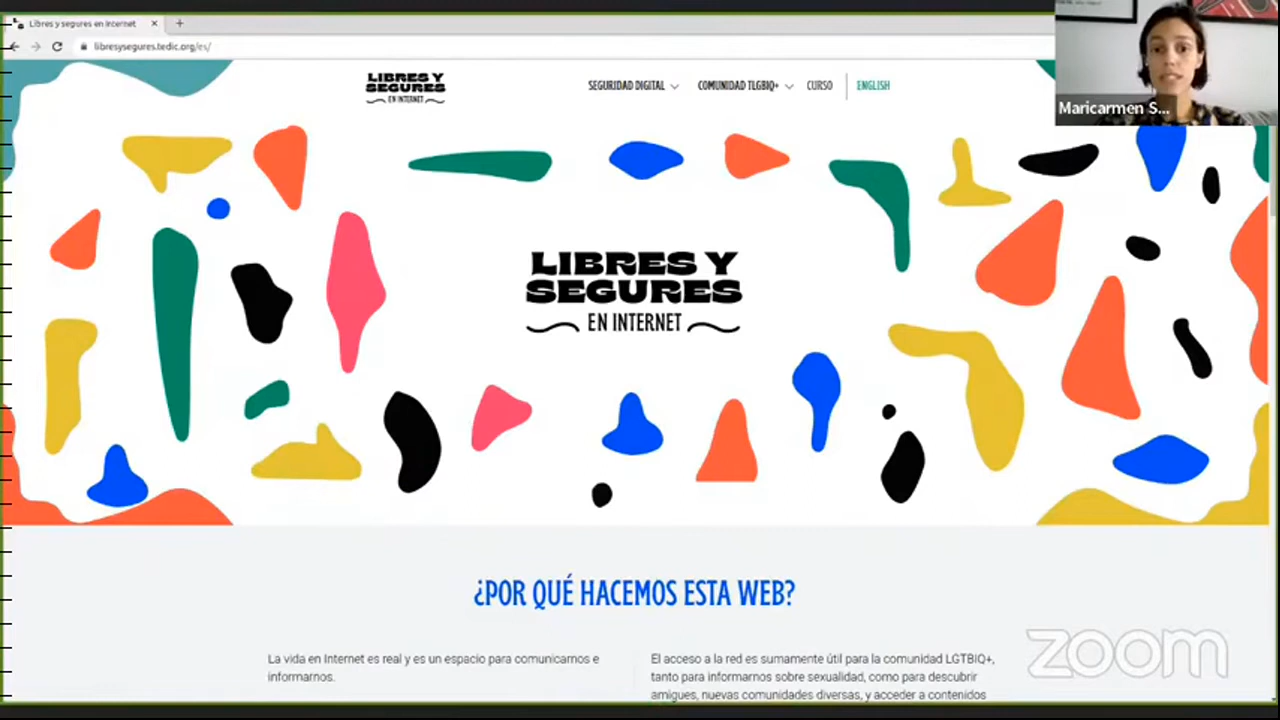 Libres y segures en Internet
libresysegures.tedic.org/es/
LIBRES Y
SEGURES
EN INTERNET
SEGURIDAD DIGITAL
COMUNIDAD TLGBIQ+
CURSO
ENGLISH
Maricarmen S...
LIBRES Y
SEGURES
EN INTERNET
¿POR QUÉ HACEMOS ESTA WEB?
La vida en Internet es real y es un espacio para comunicarnos e
informarnos.
El acceso a la red es sumamente útil para la comunidad LGTBIQ+,
tanto para informarnos sobre sexualidad, como para descubrir
amigues, nuevas comunidades diversas, y acceder a contenidos
zoom